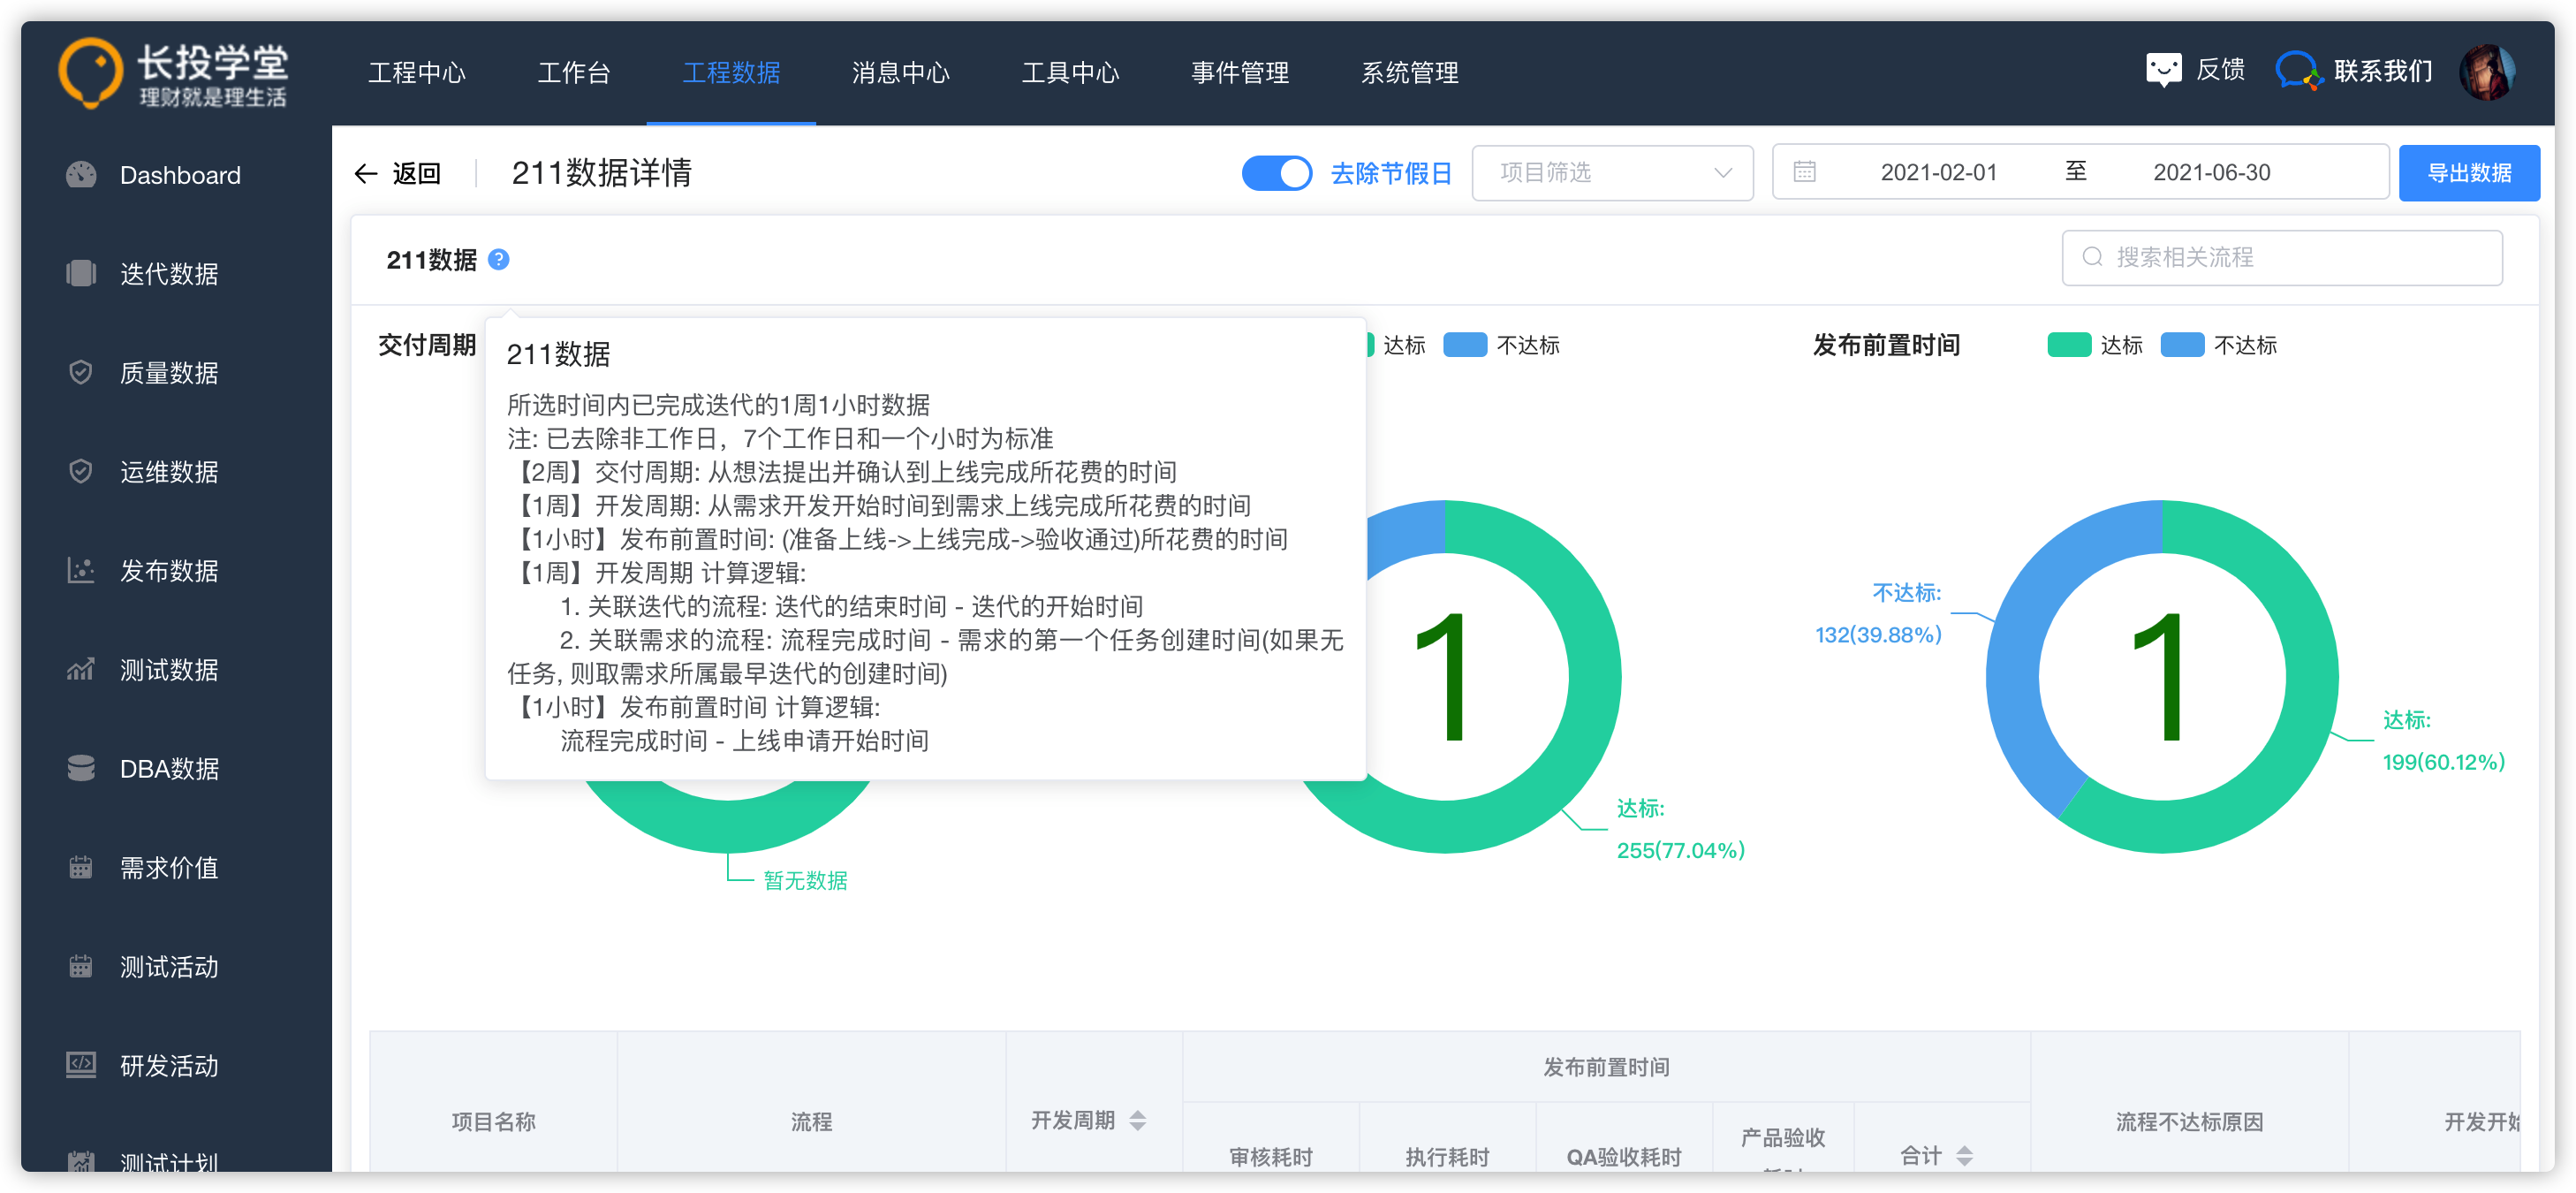 长投学堂
理财就是理生活
工程中心
工作台
工程数据
消息中心
工具中心
事件管理
系统管理
反馈
联系我们
Dashboard
迭代数据
质量数据
运维数据
发布数据
测试数据
DBA数据
需求价值
测试活动
研发活动
测试计划
返回
211数据详情
去除节假日
项目筛选
2021-02-01
至
2021-06-30
导出数据
211数据
?
搜索相关流程
交付周期
211数据
所选时间内已完成迭代的1周1小时数据
注: 已去除非工作日，7个工作日和一个小时为标准
【2周】交付周期: 从想法提出并确认到上线完成所花费的时间
【1周】开发周期: 从需求开发开始时间到需求上线完成所花费的时间
【1小时】发布前置时间: (准备上线->上线完成->验收通过)所花费的时间
【1周】开发周期 计算逻辑:
1. 关联迭代的流程: 迭代的结束时间 - 迭代的开始时间
2. 关联需求的流程: 流程完成时间 - 需求的第一个任务创建时间(如果无
任务, 则取需求所属最早迭代的创建时间)
【1小时】发布前置时间 计算逻辑:
流程完成时间 - 上线申请开始时间
暂无数据
达标
不达标
1
达标:
255(77.04%)
发布前置时间
达标
不达标
不达标:
132(39.88%)
1
达标:
199(60.12%)
项目名称
流程
开发周期
发布前置时间
审核耗时
执行耗时
QA验收耗时
产品验收
合计
流程不达标原因
开发开始